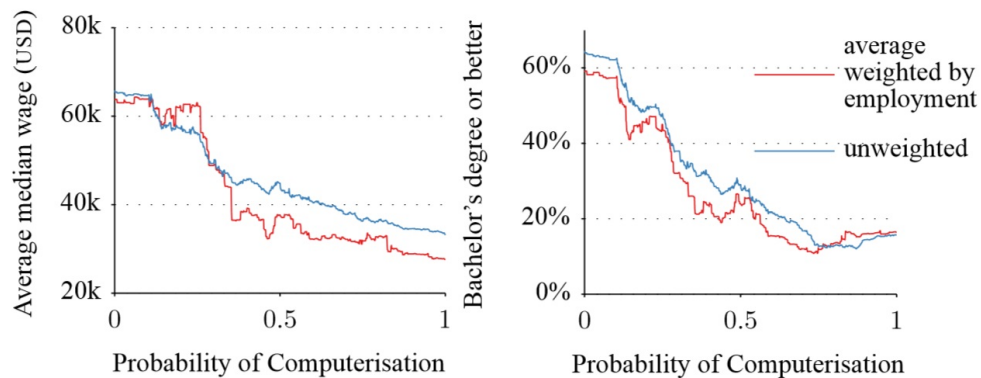 Average median wage (USD)
80k
60k
40k
20k
0
0.5
1
Probability of Computerisation
Bachelor's degree or better
60%
40%
20%
0%
0
0.5
1
Probability of Computerisation
average
weighted by
employment
unweighted